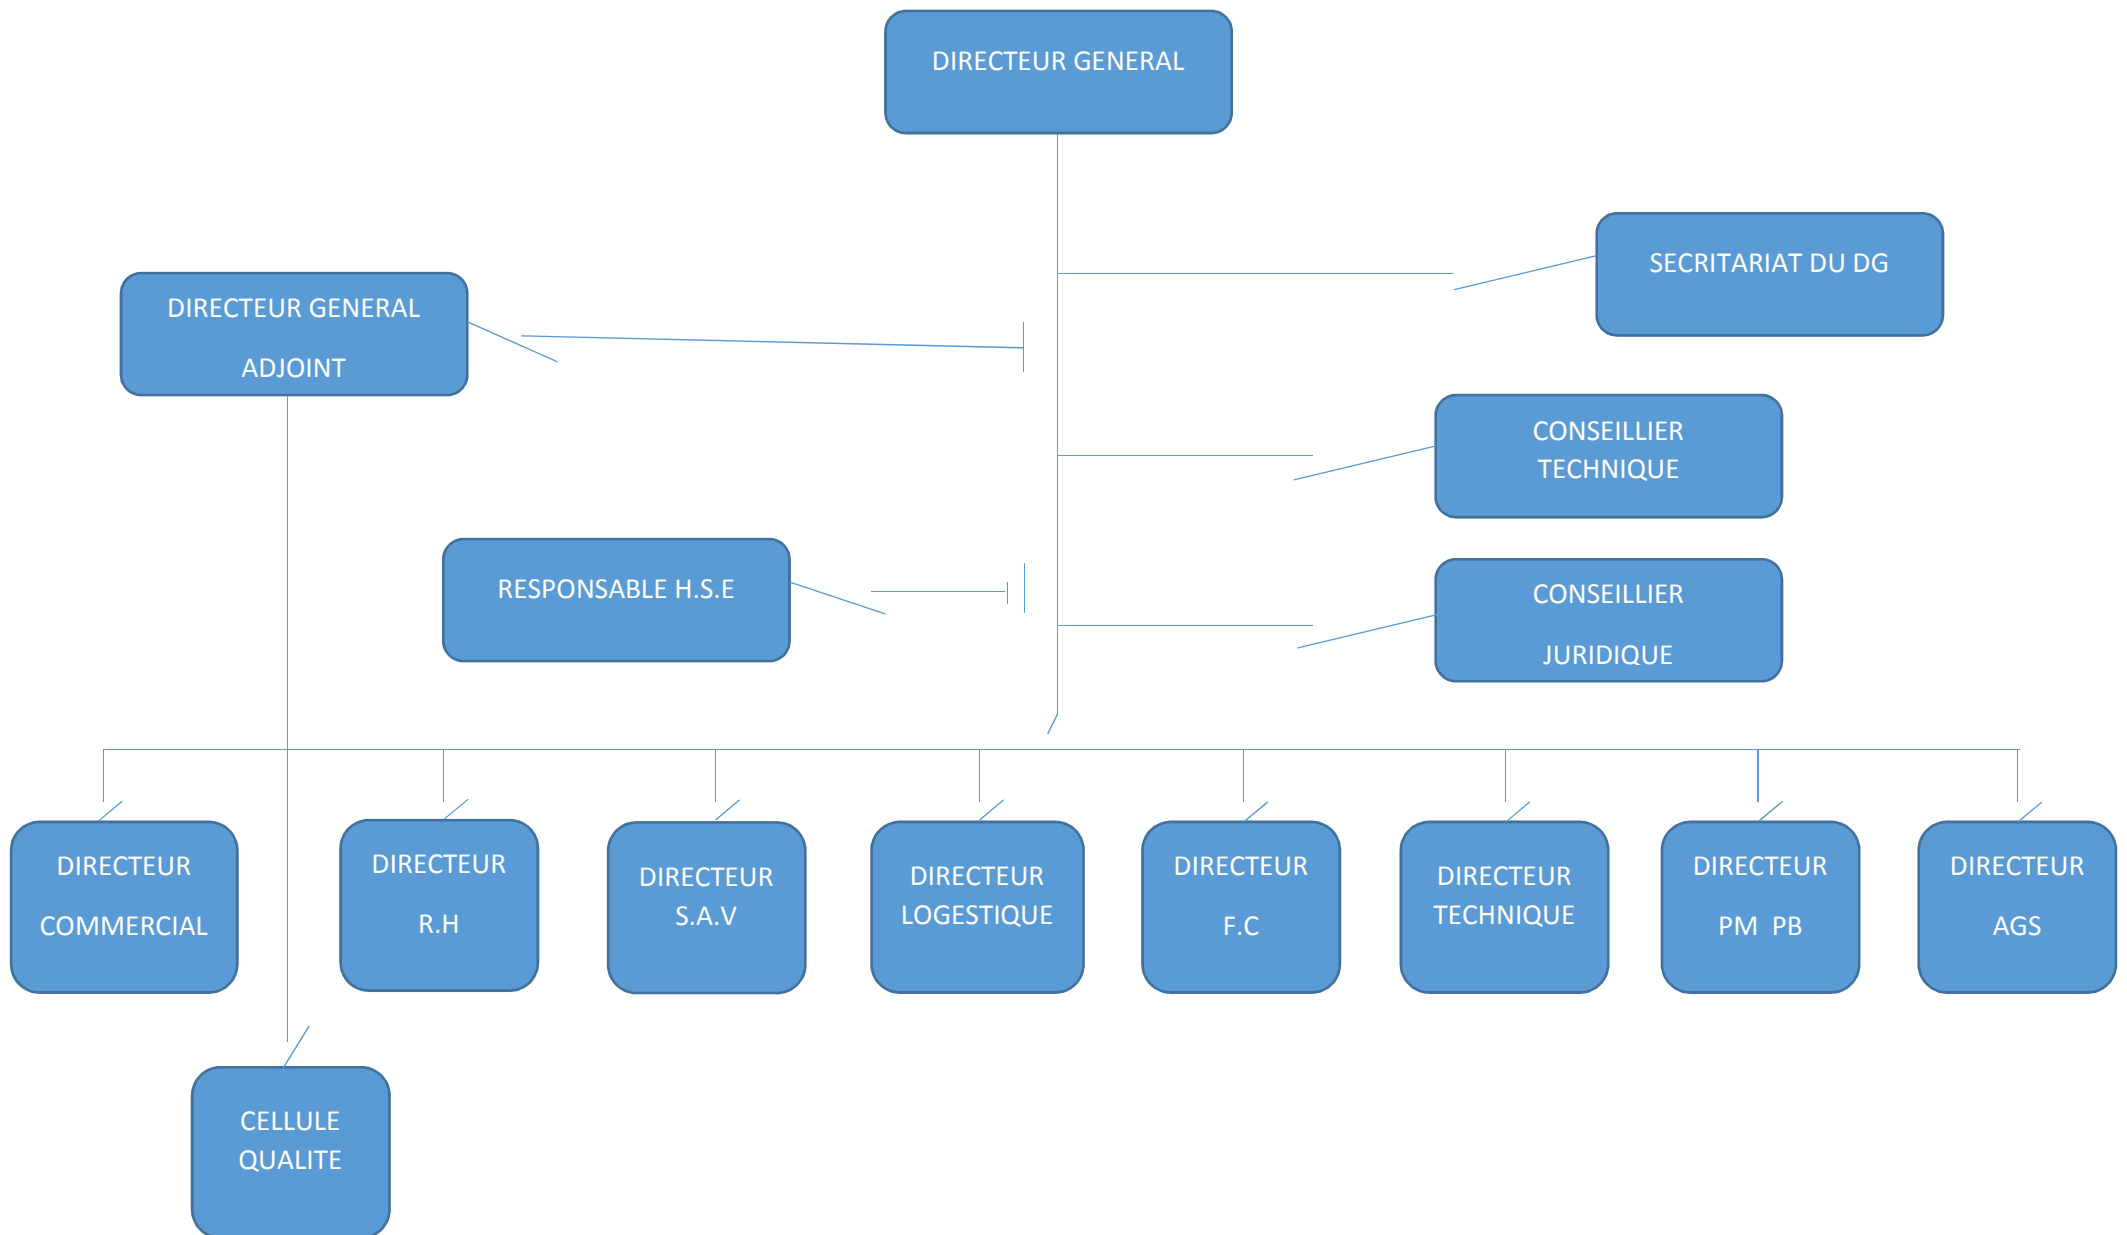 DIRECTEUR GENERAL
SECRITARIAT DU DG
DIRECTEUR GENERAL
ADJOINT
CONSEILLIER
TECHNIQUE
RESPONSABLE H.S.E
CONSEILLIER
JURIDIQUE
DIRECTEUR
COMMERCIAL
DIRECTEUR
R.H
DIRECTEUR
S.A.V
DIRECTEUR
LOGESTIQUE
DIRECTEUR
F.C
DIRECTEUR
TECHNIQUE
DIRECTEUR
PM  PB
DIRECTEUR
AGS
CELLULE
QUALITE